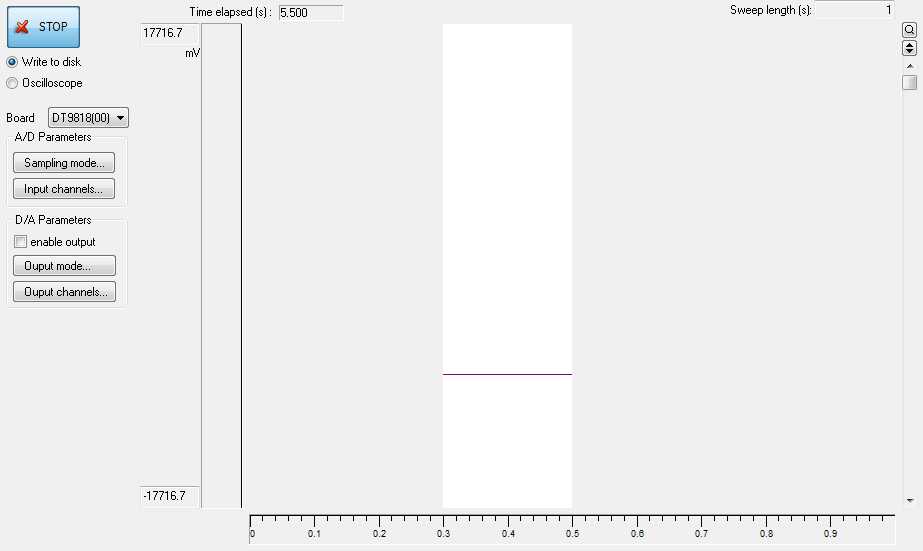 STOP
Time elapsed (s) : 5.500
Sweep length (s): 1
17716.7
mV
Write to disk
Oscilloscope
Board DT9818(00)
A/D Parameters
Sampling mode...
Input channels...
D/A Parameters
enable output
Ouput mode...
Ouput channels...
-17716.7
0 0.1 0.2 0.3 0.4 0.5 0.6 0.7 0.8 0.9